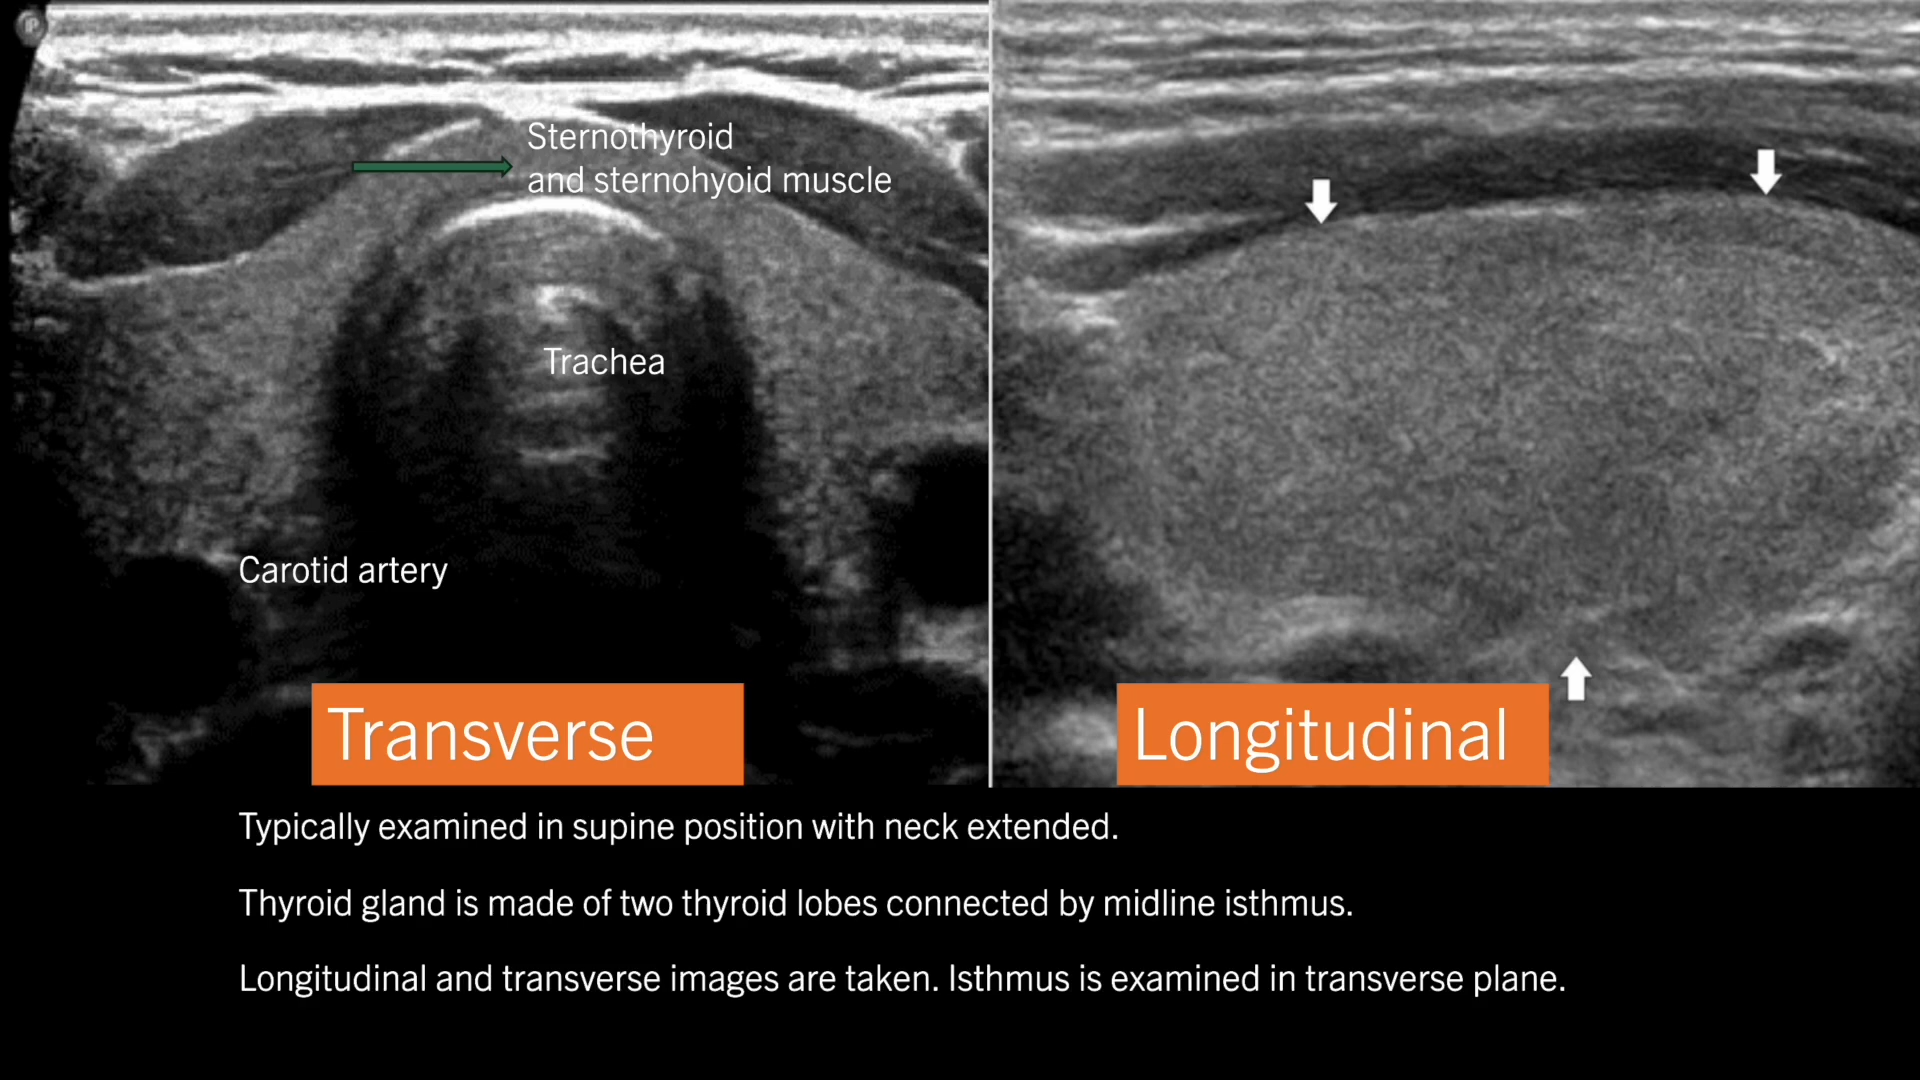 Sternothyroid
and sternohyoid muscle
Trachea
Carotid artery
Transverse
Longitudinal
Typically examined in supine position with neck extended.
Thyroid gland is made of two thyroid lobes connected by midline isthmus.
Longitudinal and transverse images are taken. Isthmus is examined in transverse plane.